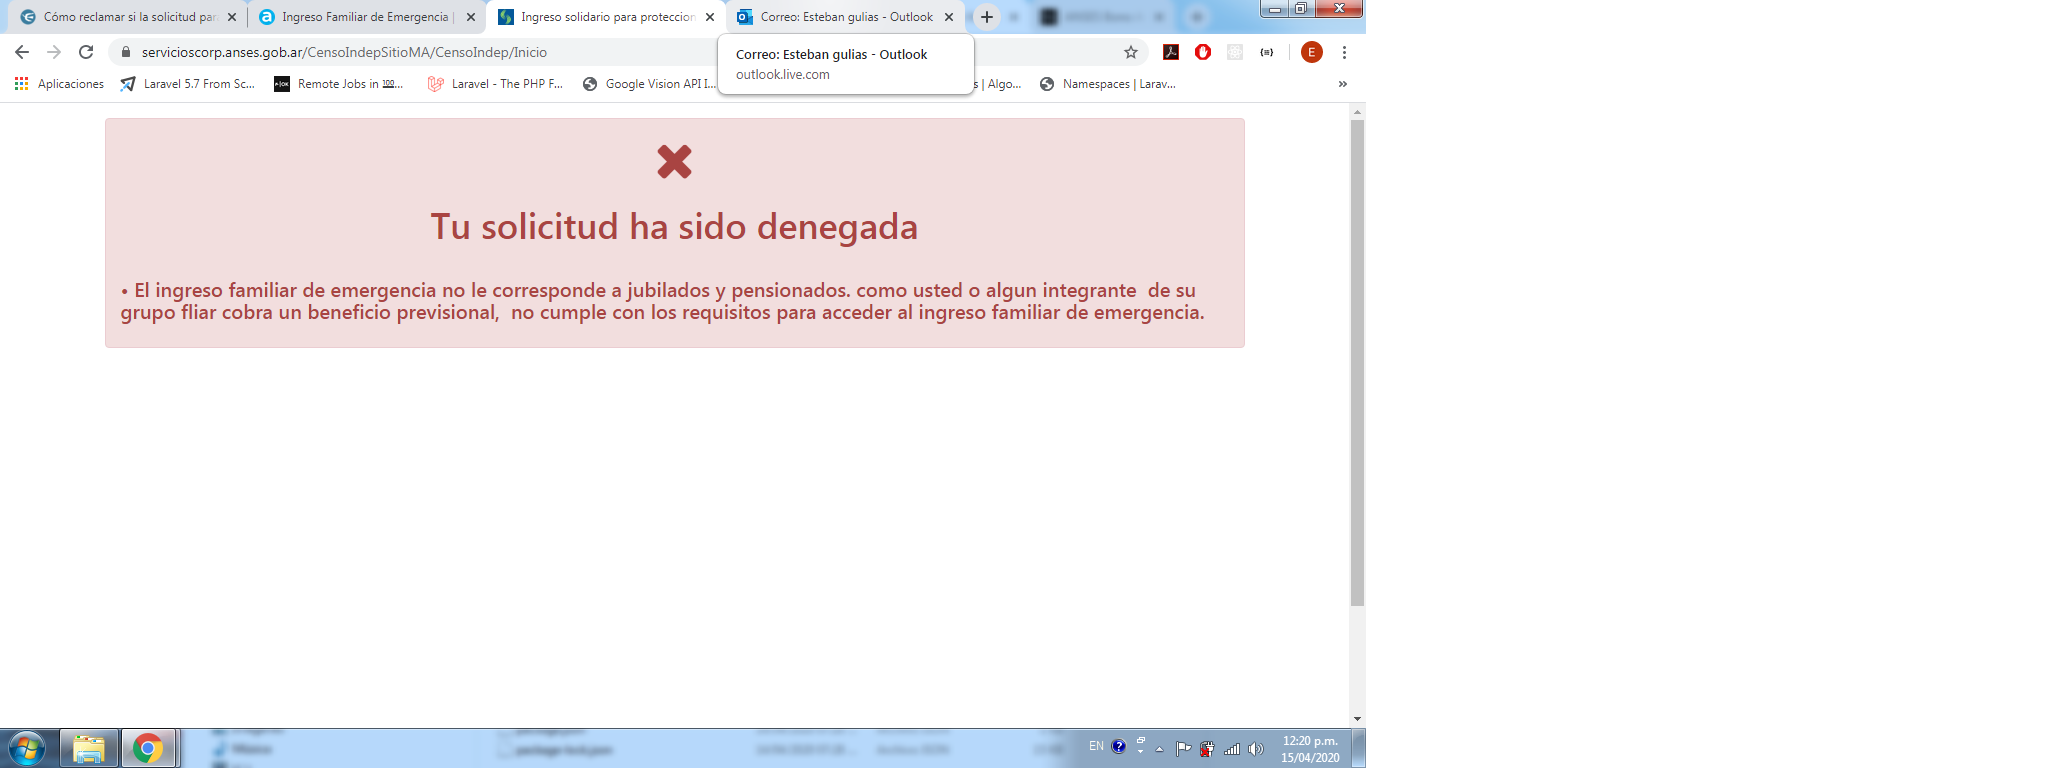 Cómo reclamar si la solicitud par
Ingreso Familiar de Emergencia |
Ingreso solidario para proteccion
Correo: Esteban gulias - Outlook
servicioscorp.anses.gob.ar/CensoIndepSitioMA/CensoIndep/Inicio
Correo: Esteban gulias - Outlook
outlook.live.com
E
Aplicaciones
Laravel 5.7 From Sc...
Remote Jobs in 100...
Laravel - The PHP F...
Google Vision API I...
s | Algo...
Namespaces | Larav...
»
Tu solicitud ha sido denegada
• El ingreso familiar de emergencia no le corresponde a jubilados y pensionados. como usted o algun integrante de su
grupo fliar cobra un beneficio previsional, no cumple con los requisitos para acceder al ingreso familiar de emergencia.
package-lock.json
EN
12:20 p.m.
15/04/2020